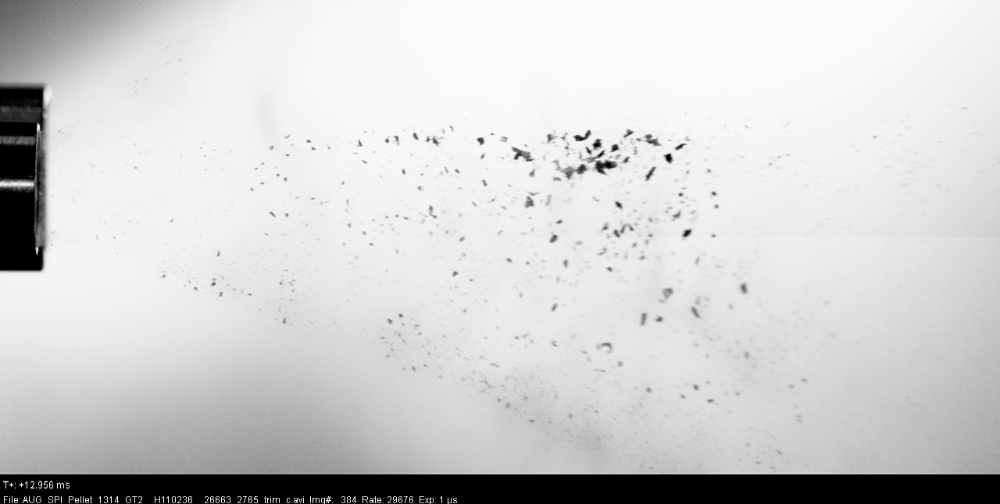 T+: +12.956 ms
File:AUG_SPI_Pellet_1314_GT2__H110236__26663_2765_trim_c.avi Img#: 384 Rate: 29676 Exp: 1 µs